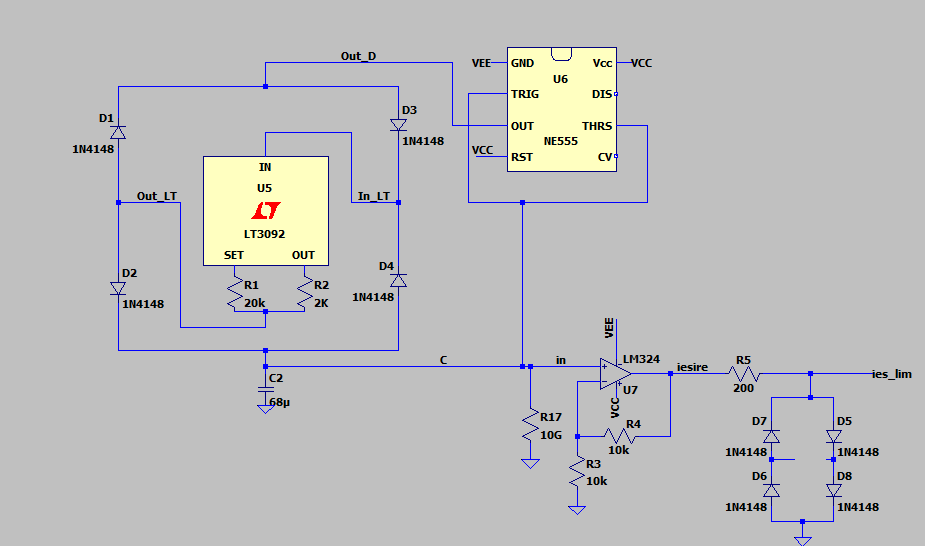 Out_D
VEE
GND
Vcc
VCC
U6
D1
D3
TRIG
DIS
1N4148
1N4148
OUT
THRS
NE555
VCC
RST
CV
IN
U5
Out_LT
In_LT
LT3092
SET
OUT
D2
D4
R1
R2
1N4148
1N4148
20k
2K
VEE
C
in
LM324
iesire
R5
ies_lim
C2
U7
200
68µ
VCC
R17
R4
D7
D5
10G
10k
1N4148
1N4148
R3
D6
D8
10k
1N4148
1N4148